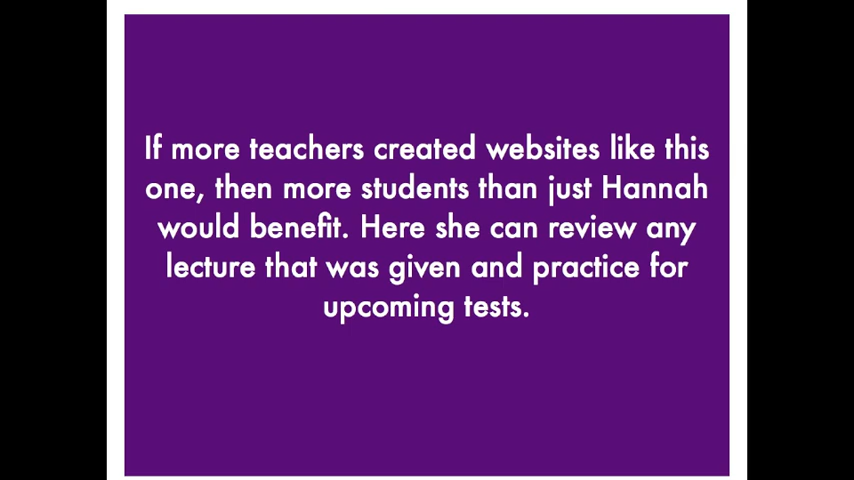 If more teachers created websites like this
one, then more students than just Hannah
would benefit. Here she can review any
lecture that was given and practice for
upcoming tests.